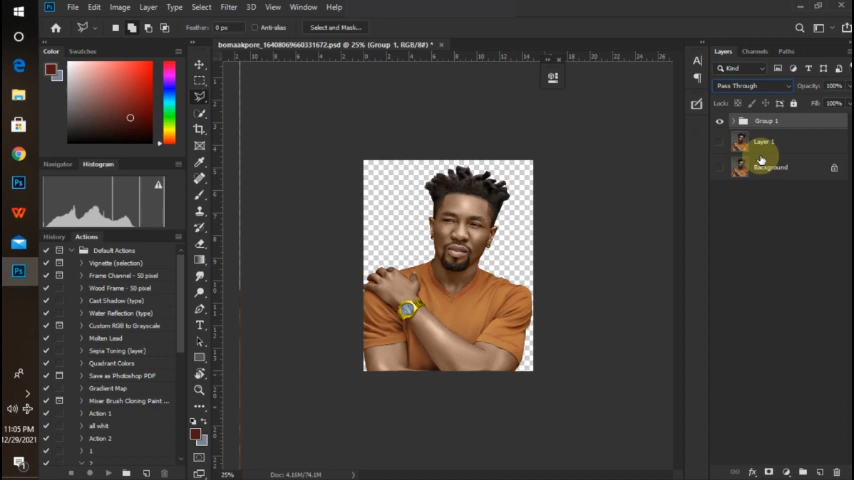 File Edit Image Layer Type Select Filter 3D View Window Help
Feather: 0 px Anti-alias Select and Mask...
bomaakpore_16408069660331672.psd @ 25% (Group 1, RGB/8#) *
Color Swatches
Navigator Histogram
History Actions
Default Actions
Vignette (selection)
Frame Channel - 50 pixel
Wood Frame - 50 pixel
Cast Shadow (type)
Water Reflection (type)
Custom RGB to Grayscale
Molten Lead
Sepia Toning (layer)
Quadrant Colors
Save as Photoshop PDF
Gradient Map
Mixer Brush Cloning Paint ...
Action 1
all whit
Action 2
1
2
Layers Channels Paths
Kind
Pass Through Opacity: 100%
Lock: Fill: 100%
Group 1
Layer 1
Background
11:05 PM
12/29/2021
25% Doc: 4.16M/74.1M